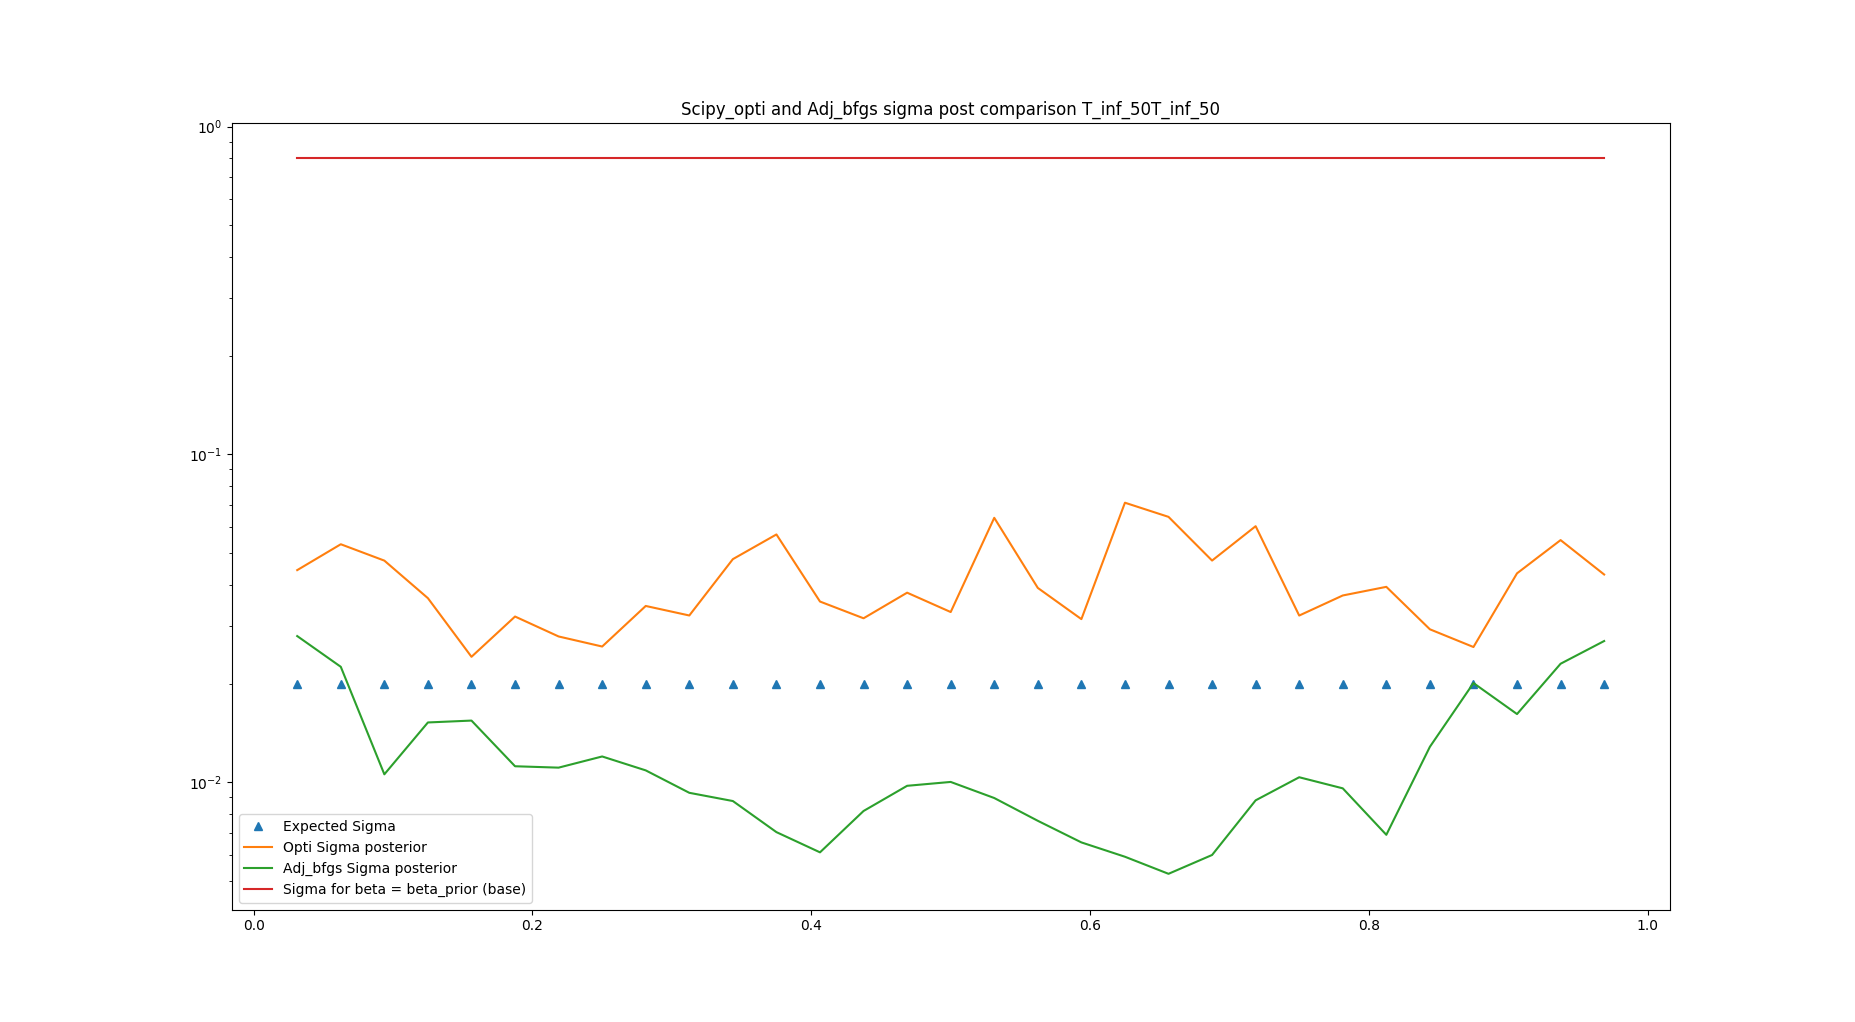 Scipy_opti and Adj_bfgs sigma post comparison T_inf_50T_inf_50
10^0
10^-1
10^-2
Expected Sigma
Opti Sigma posterior
Adj_bfgs Sigma posterior
Sigma for beta = beta_prior (base)
0.0 0.2 0.4 0.6 0.8 1.0